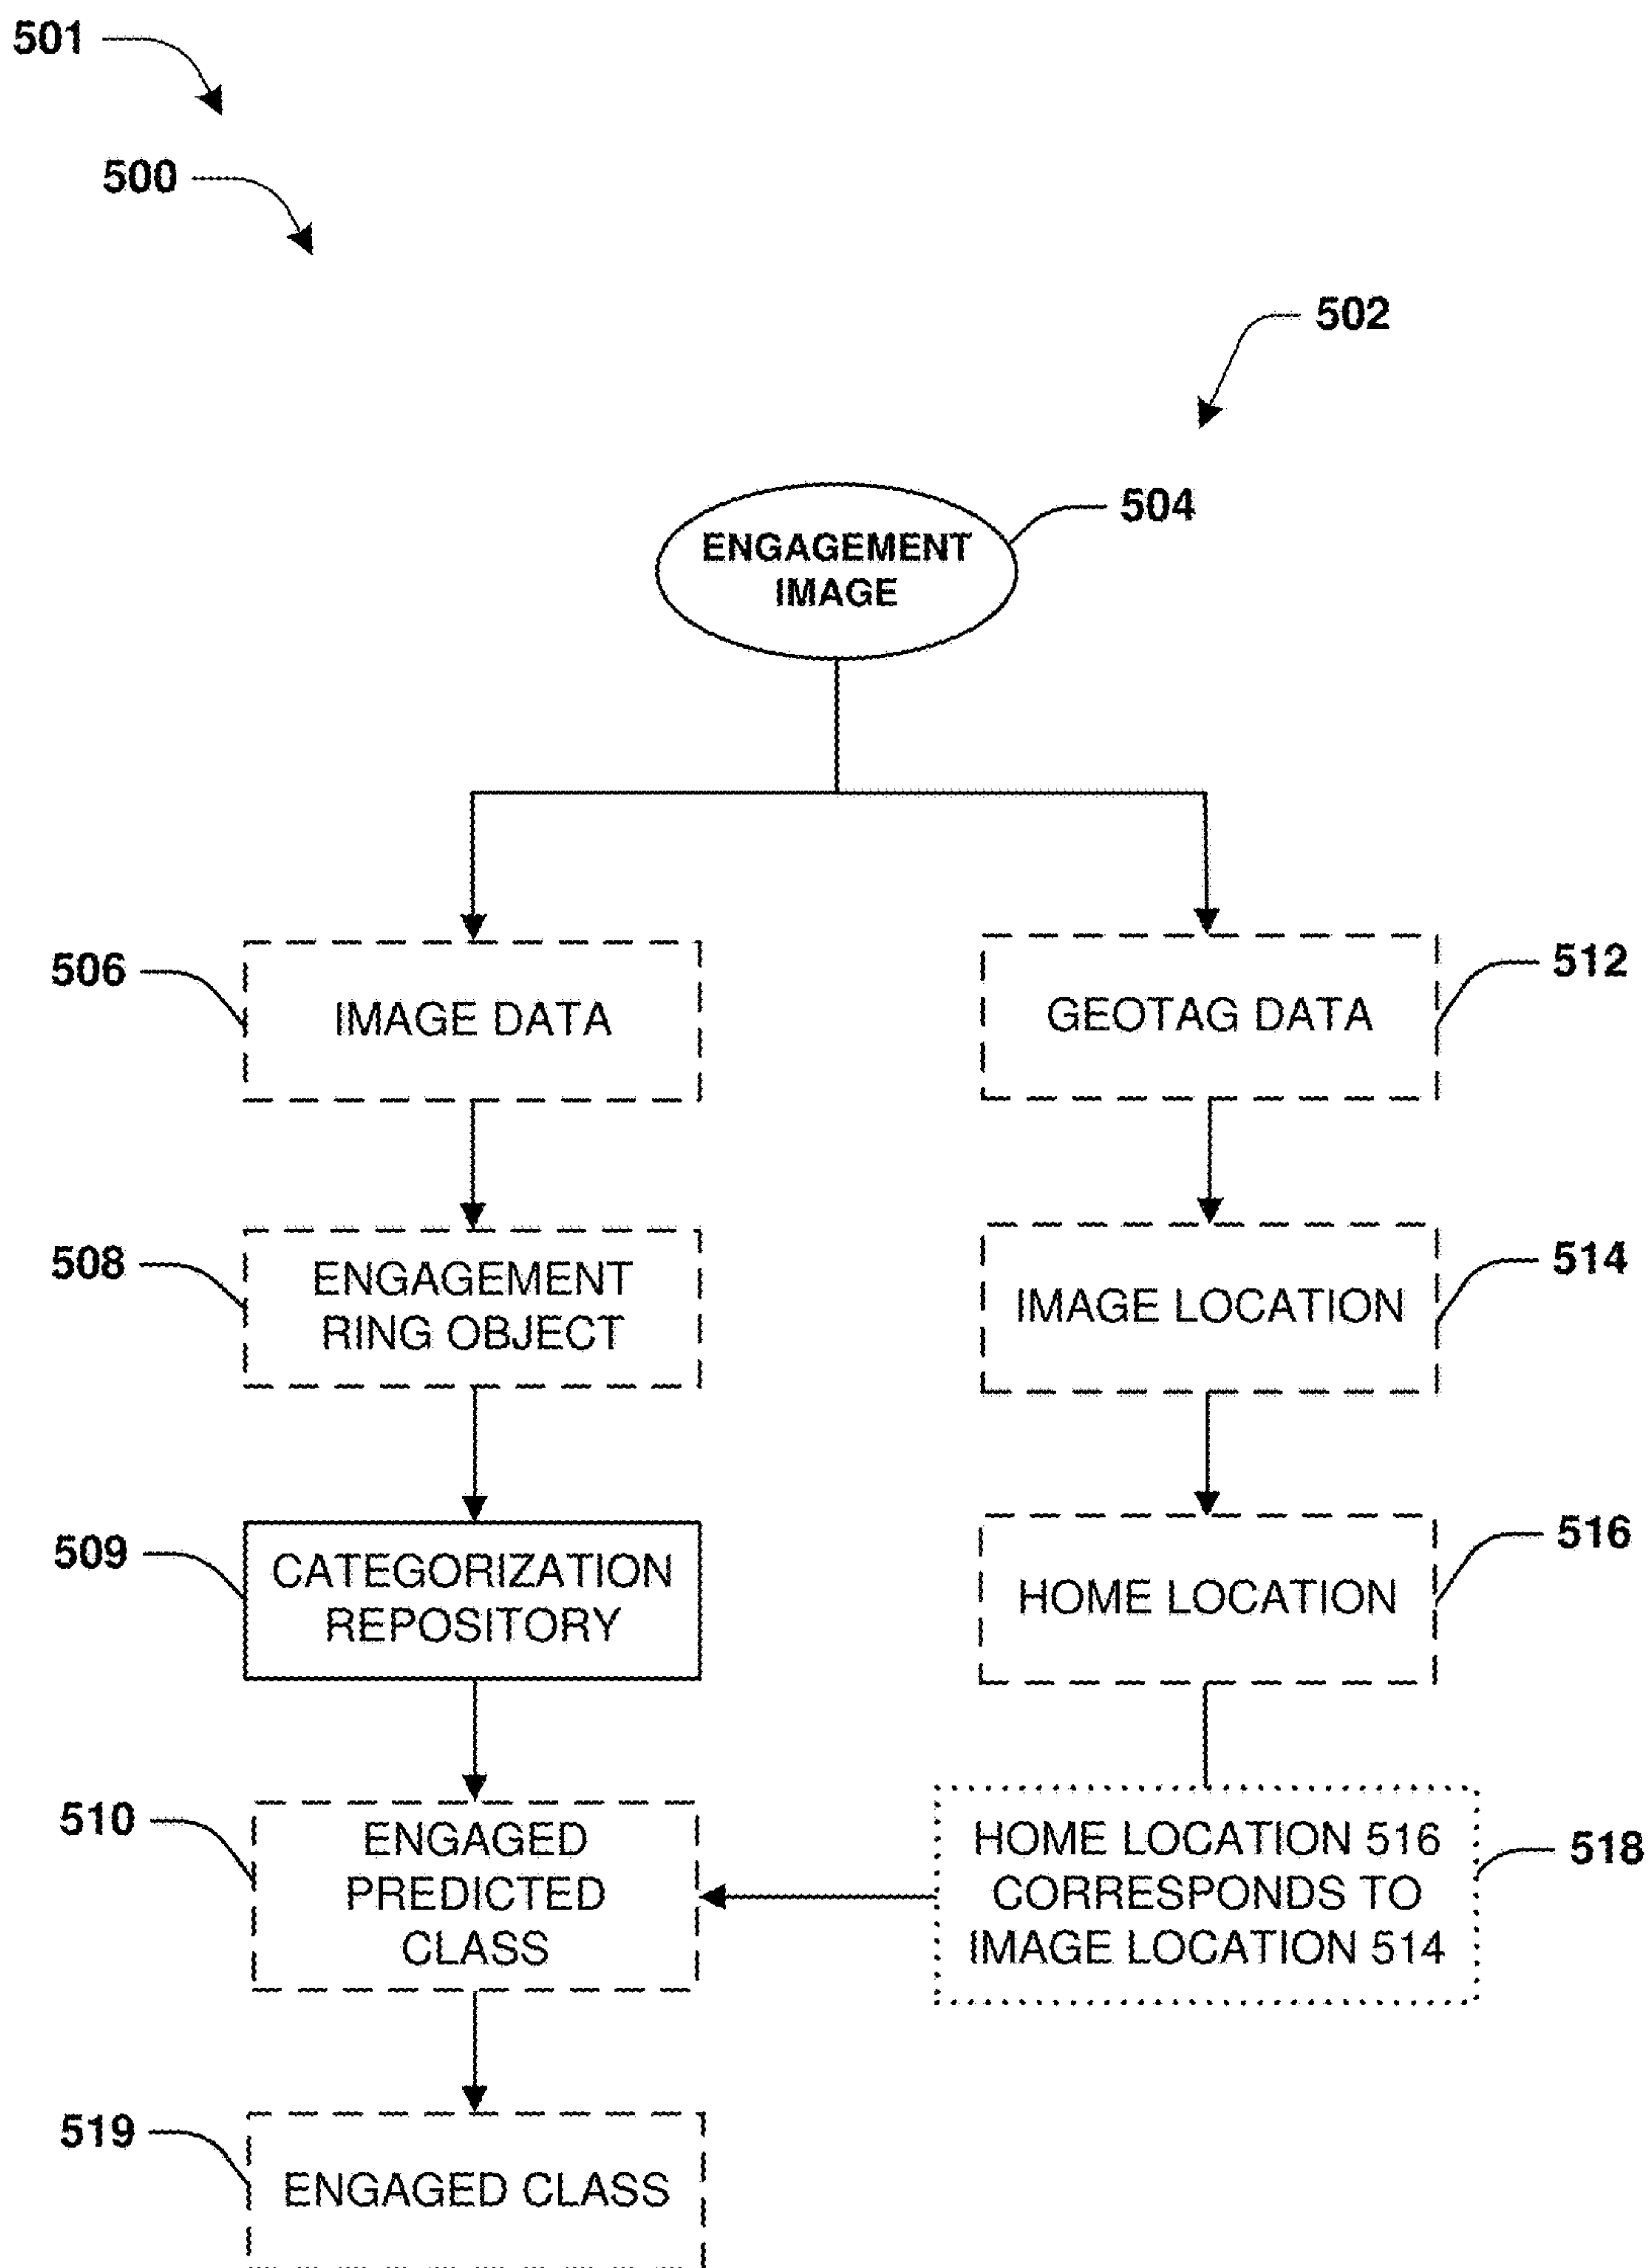 501
500
502
504
ENGAGEMENT
IMAGE
506
IMAGE DATA
GEOTAG DATA
512
508
ENGAGEMENT
RING OBJECT
IMAGE LOCATION
514
509
CATEGORIZATION
REPOSITORY
HOME LOCATION
516
510
ENGAGED
PREDICTED
CLASS
HOME LOCATION 516
CORRESPONDS TO
IMAGE LOCATION 514
518
519
ENGAGED CLASS